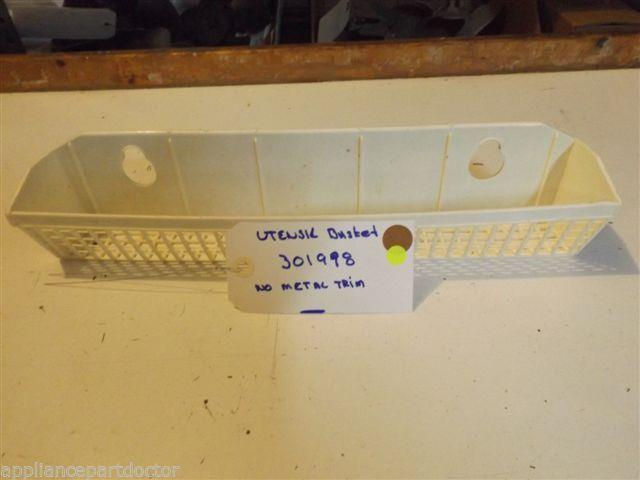 UTENSIL Basket
301998
NO METAL TRIM
appliancepartdoctor